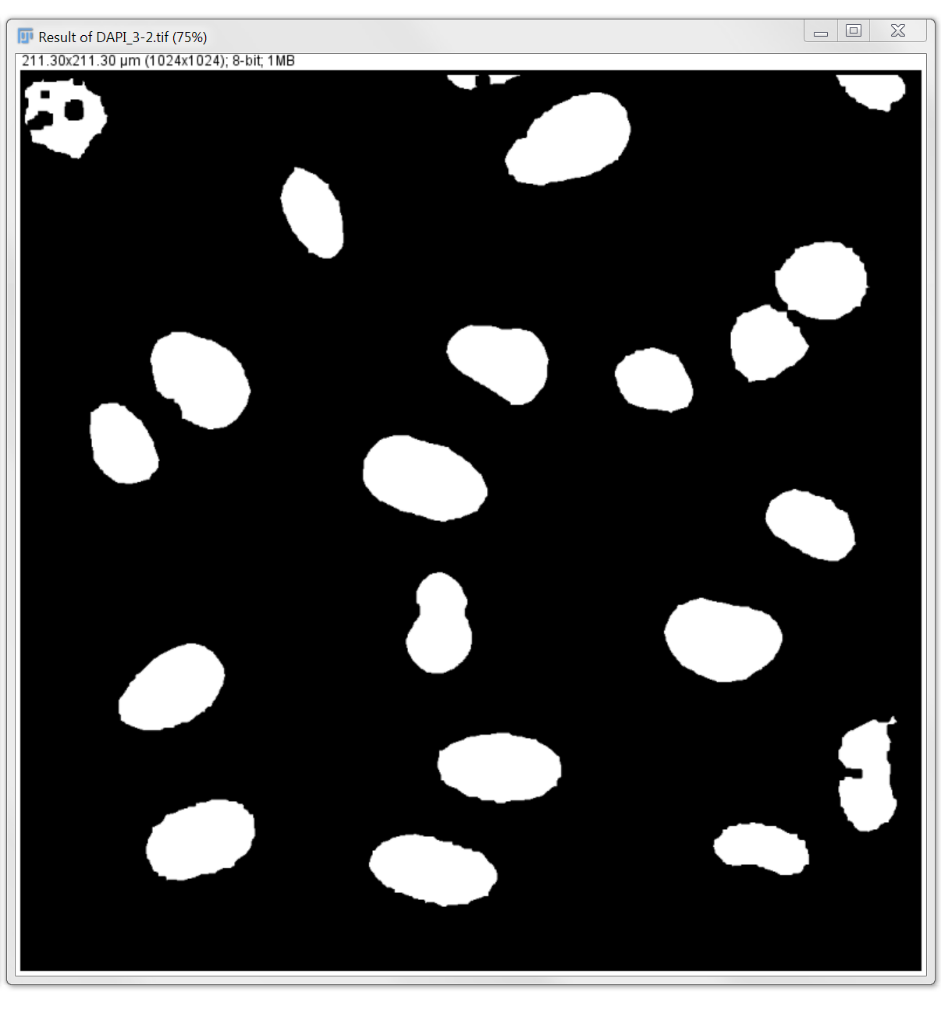 Result of DAPI_3-2.tif (75%)
211.30x211.30 µm (1024x1024); 8-bit; 1MB